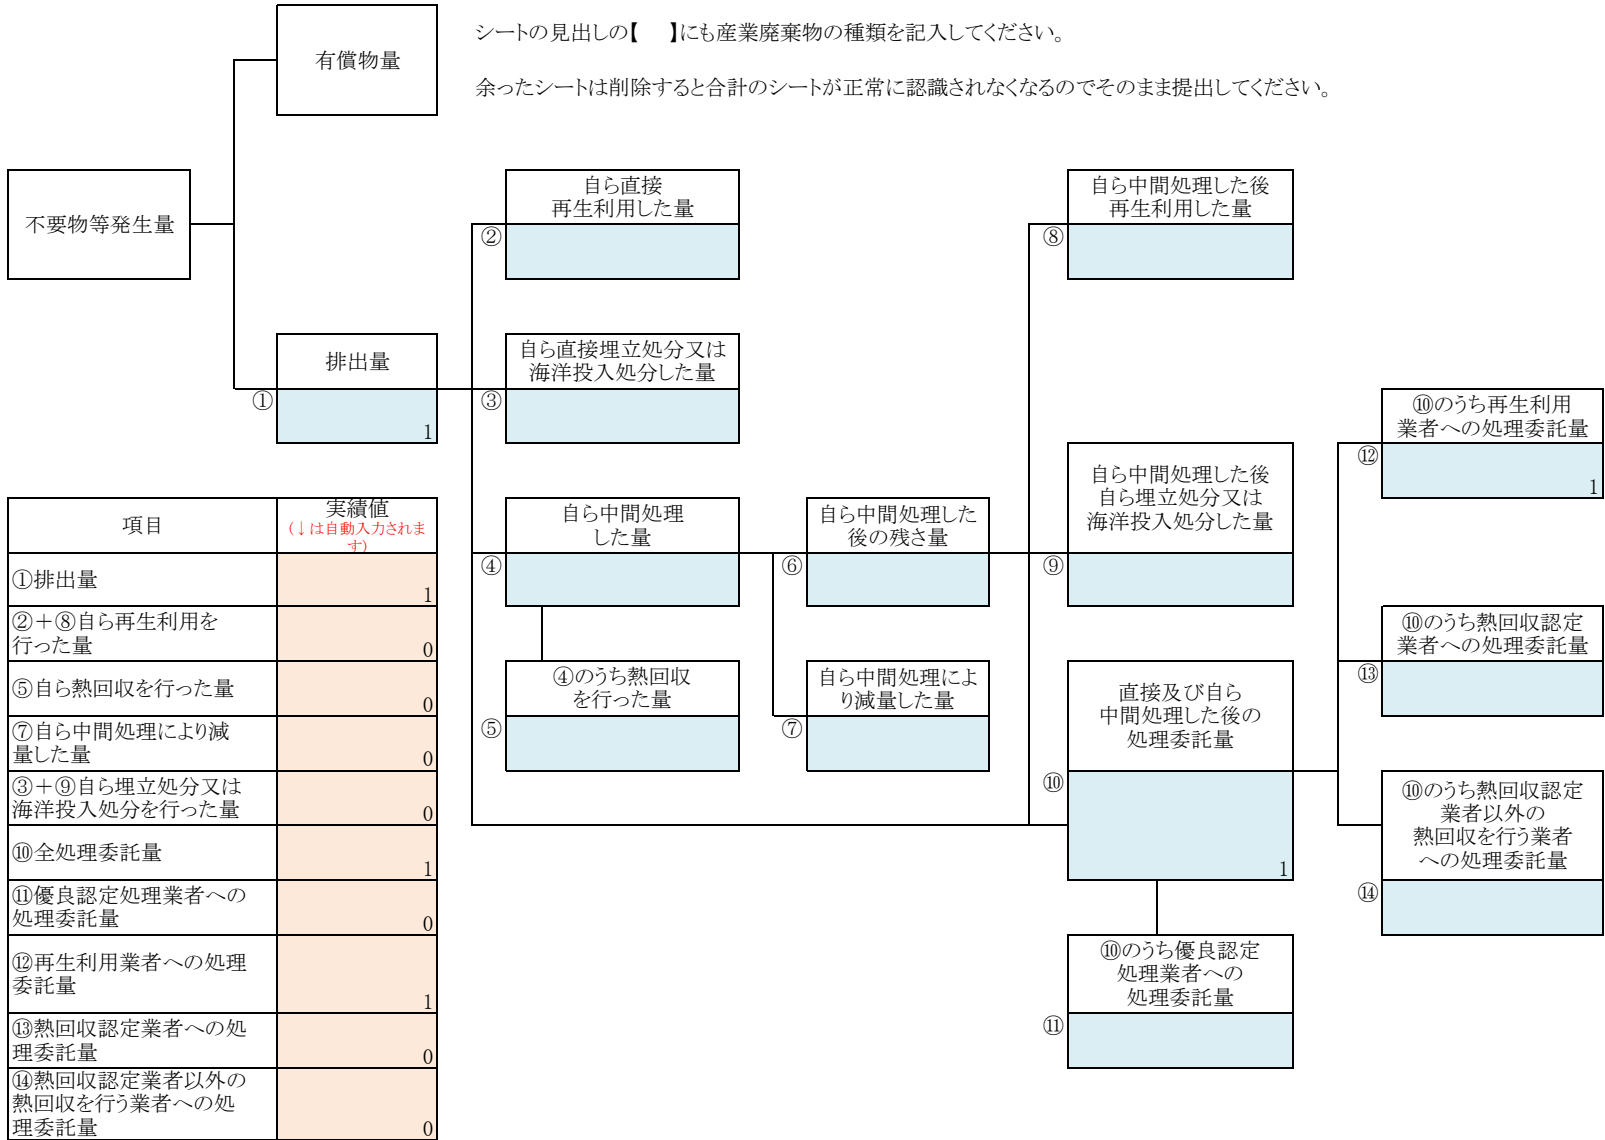 シートの見出しの【　】にも産業廃棄物の種類を記入してください。
有償物量
余ったシートは削除すると合計のシートが正常に認識されなくなるのでそのまま提出してください。
不要物等発生量
自ら直接
再生利用した量
②
自ら中間処理した後
再生利用した量
⑧
排出量
①
1
自ら直接埋立処分又は
海洋投入処分した量
③
⑩のうち再生利用
業者への処理委託量
⑫
1
自ら中間処理
した量
④
自ら中間処理した
後の残さ量
⑥
自ら中間処理した後
自ら埋立処分又は
海洋投入処分した量
⑨
⑩のうち熱回収認定
業者への処理委託量
⑬
④のうち熱回収
を行った量
⑤
自ら中間処理によ
り減量した量
⑦
直接及び自ら
中間処理した後の
処理委託量
⑩
1
⑩のうち熱回収認定
業者以外の
熱回収を行う業者
への処理委託量
⑭
⑩のうち優良認定
処理業者への
処理委託量
⑪
項目
実績値
(↓は自動入力されま
す)
①排出量
1
②＋⑧自ら再生利用を
行った量
0
⑤自ら熱回収を行った量
0
⑦自ら中間処理により減
量した量
0
③＋⑨自ら埋立処分又は
海洋投入処分を行った量
0
⑩全処理委託量
1
⑪優良認定処理業者への
処理委託量
0
⑫再生利用業者への処理
委託量
1
⑬熱回収認定業者への処
理委託量
0
⑭熱回収認定業者以外の
熱回収を行う業者への処
理委託量
0